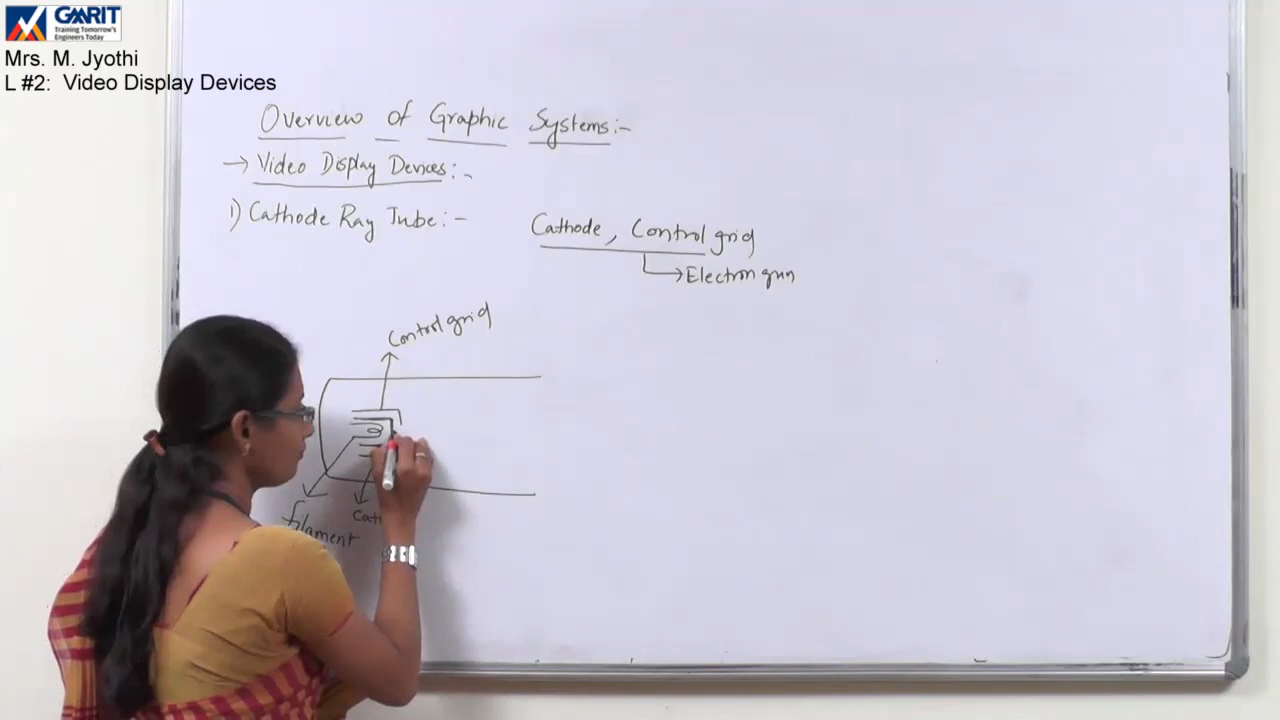 GMRIT
Training Tomorrow's
Engineers Today
Mrs. M. Jyothi
L #2: Video Display Devices
Overview of Graphic Systems:-
→ Video Display Devices:-
1) Cathode Ray Tube:-
Cathode, Control grid
Electron gun
Control grid
filament